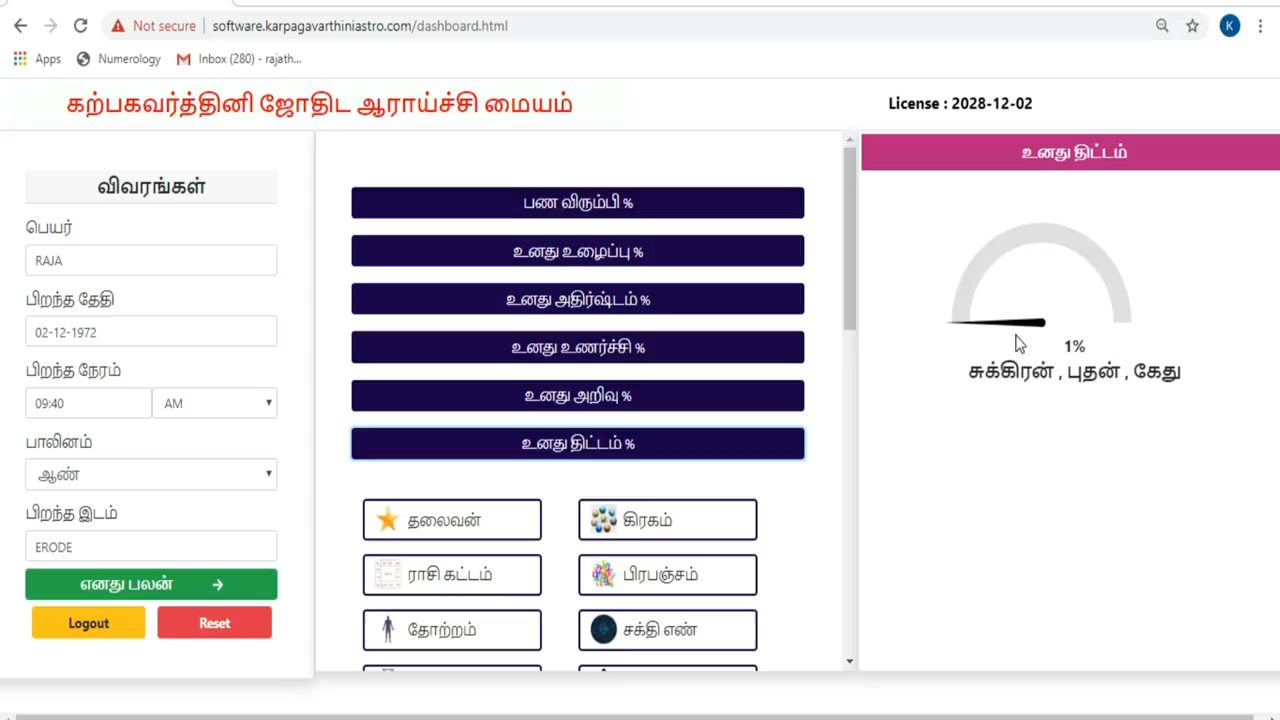 Not secure
software.karpagavarthiniastro.com/dashboard.html
K
Apps
Numerology
Inbox (280) - rajath...
கற்பகவர்த்தினி ஜோதிட ஆராய்ச்சி மையம்
License : 2028-12-02
விவரங்கள்
பெயர்
RAJA
பிறந்த தேதி
02-12-1972
பிறந்த நேரம்
09:40
AM
பாலினம்
ஆண்
பிறந்த இடம்
ERODE
எனது பலன்
Logout
Reset
பண விரும்பி %
உனது உழைப்பு %
உனது அதிர்ஷ்டம் %
உனது உணர்ச்சி %
உனது அறிவு %
உனது திட்டம் %
தலைவன்
கிரகம்
ராசி கட்டம்
பிரபஞ்சம்
தோற்றம்
சக்தி எண்
உனது திட்டம்
1%
சுக்கிரன் , புதன் , கேது